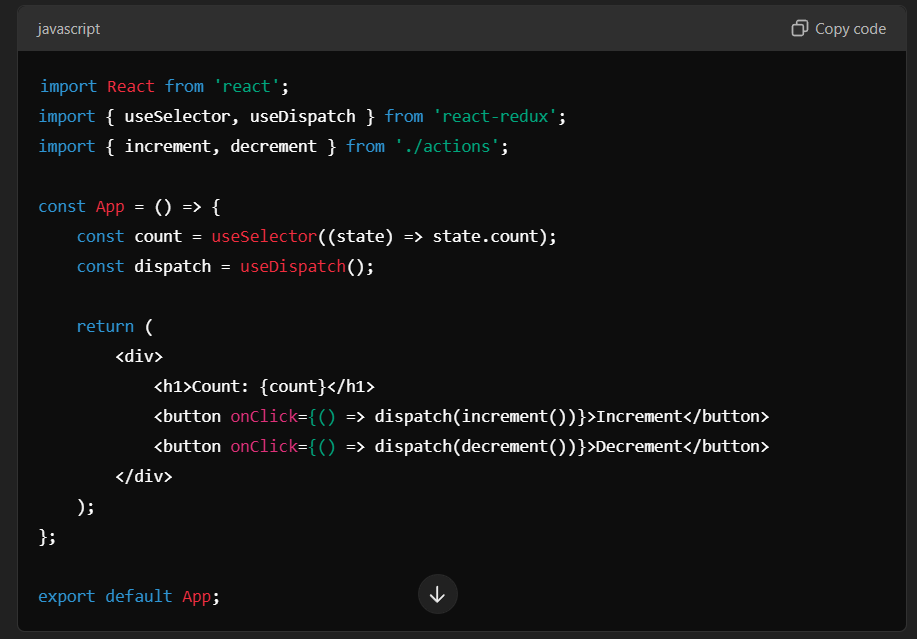 javascript
Copy code
import React from 'react';
import { useSelector, useDispatch } from 'react-redux';
import { increment, decrement } from './actions';
const App = () => {
    const count = useSelector((state) => state.count);
    const dispatch = useDispatch();
    return (
        <div>
            <h1>Count: {count}</h1>
            <button onClick={() => dispatch(increment())}>Increment</button>
            <button onClick={() => dispatch(decrement())}>Decrement</button>
        </div>
    );
};
export default App;